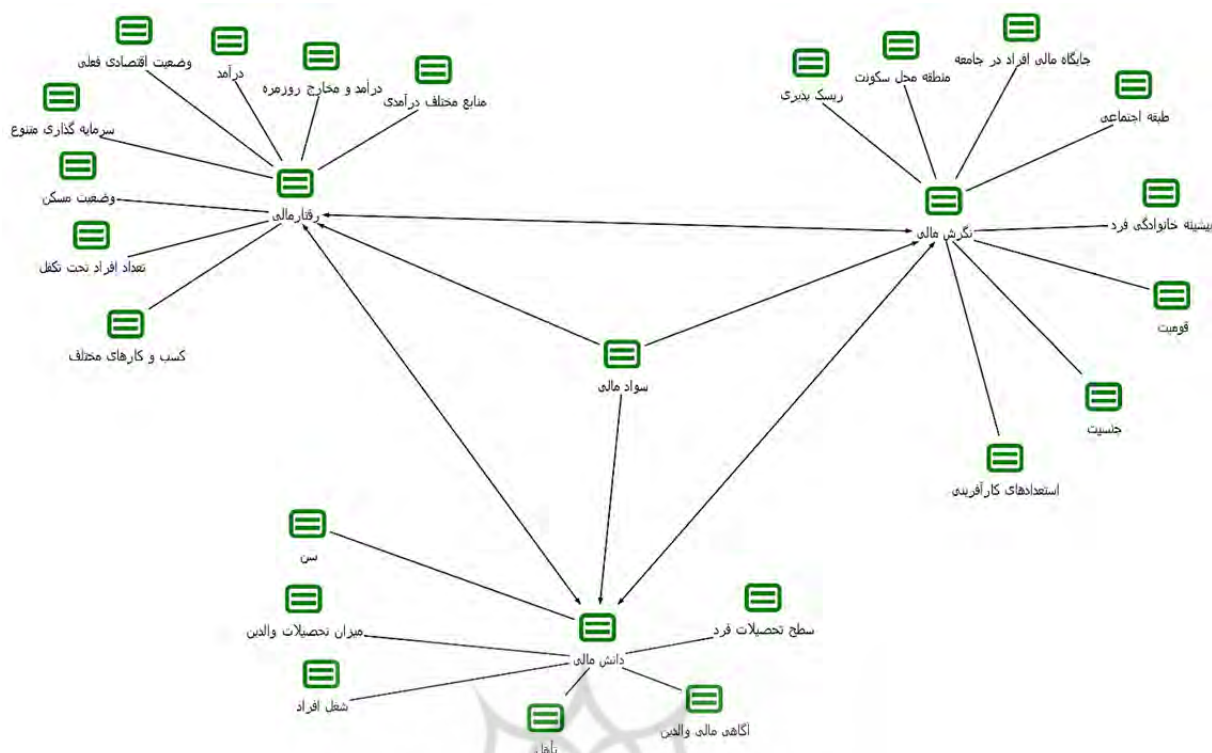 جایگاه مالی افراد در جامعه
منطقه محل سکونت
ریسک پذیری
طبقه اجتماعی
پیشینه خانوادگی فرد
نگرش مالی
قومیت
جنسیت
استعدادهای کارآفرینی
وضعیت اقتصادی فعلی
درآمد
درآمد و مخارج روزمره
منابع مختلف درآمدی
سرمایه گذاری متنوع
وضعیت مسکن
رفتارمالی
تعداد افراد تحت تکفل
کسب و کارهای مختلف
سواد مالی
سن
میزان تحصیلات والدین
سطح تحصیلات فرد
دانش مالی
شغل افراد
تأهل
آگاهی مالی والدین